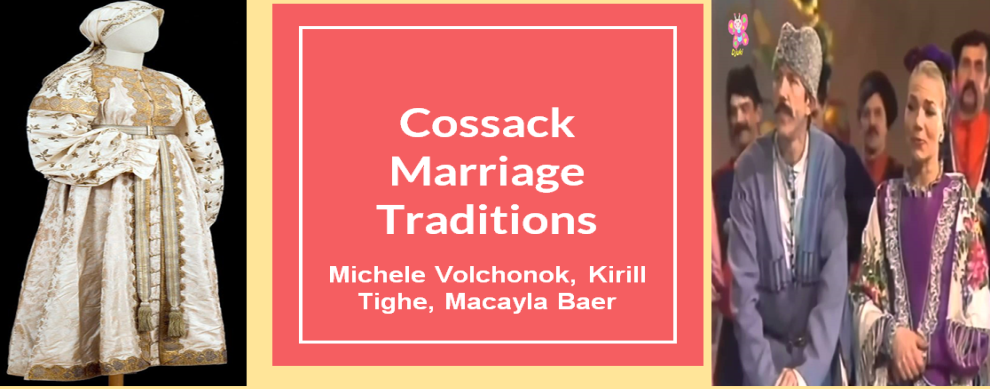 Cossack
Marriage
Traditions
Michele Volchonok, Kirill
Tighe, Macayla Baer